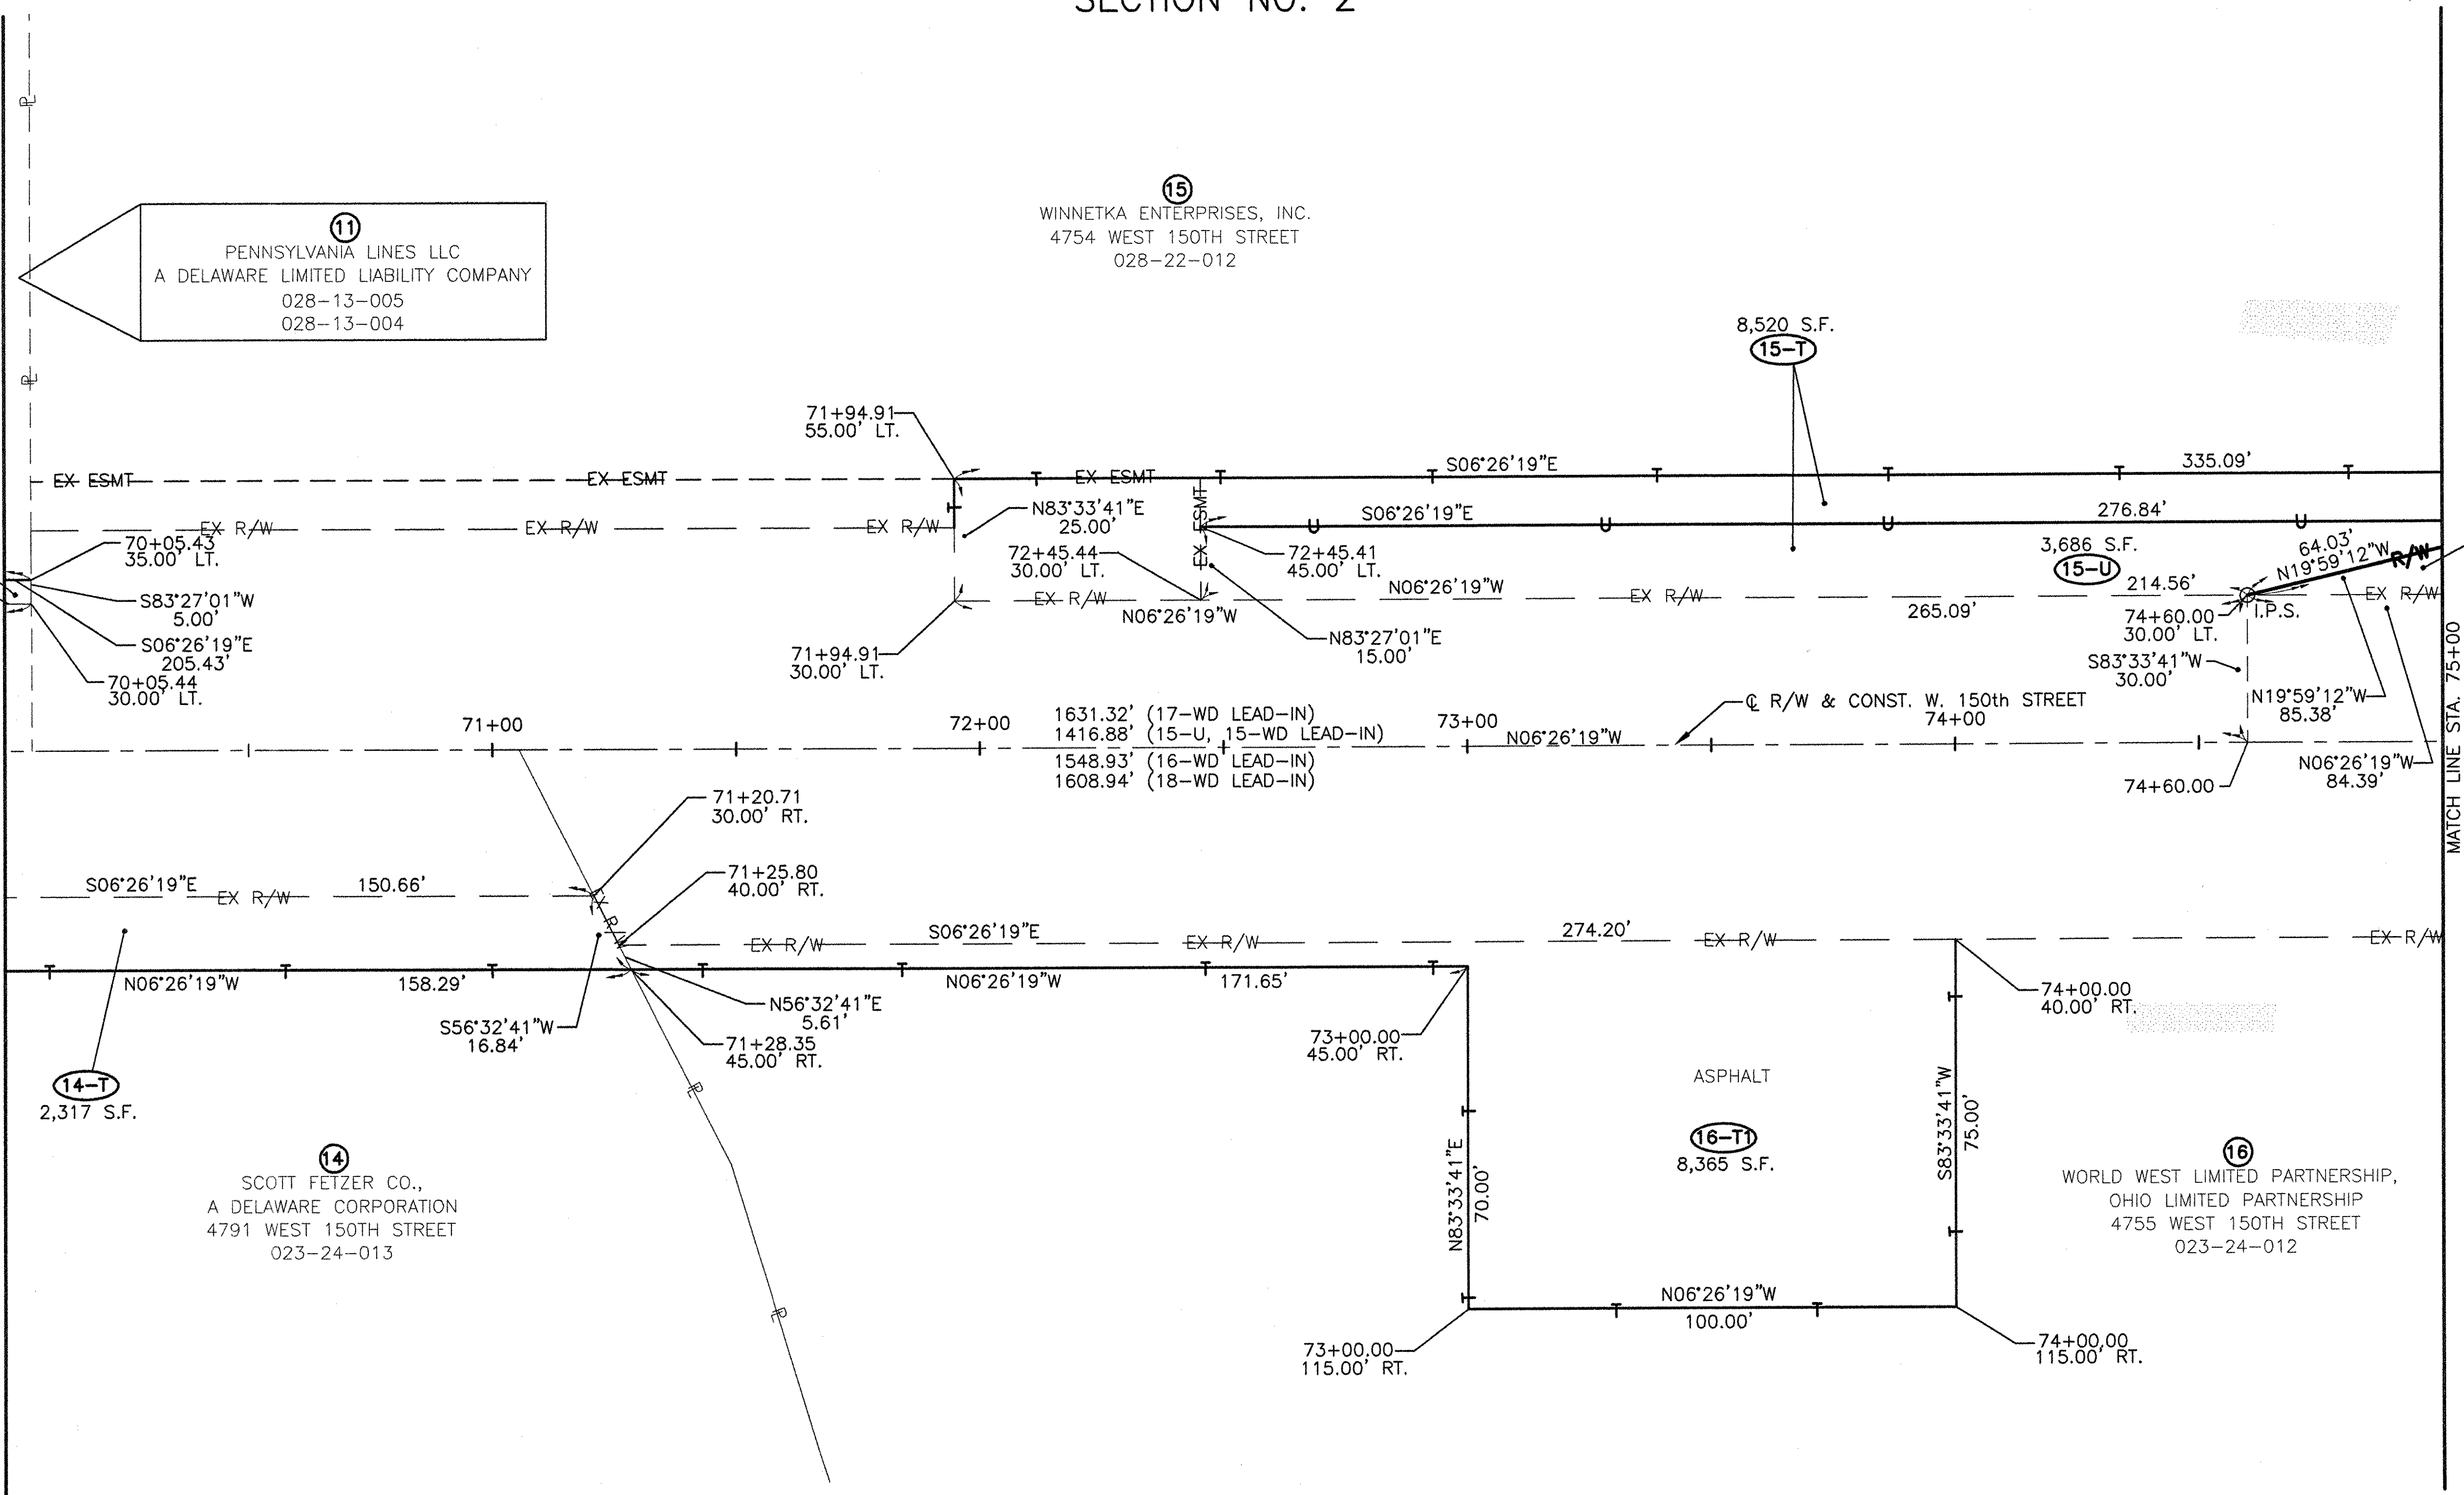 SECTION NO. 2
11
PENNSYLVANIA LINES LLC
A DELAWARE LIMITED LIABILITY COMPANY
028-13-005
028-13-004
15
WINNETKA ENTERPRISES, INC.
4754 WEST 150TH STREET
028-22-012
8,520 S.F.
15-T
71+94.91
55.00' LT.
EX ESMT
EX ESMT
EX ESMT
S06°26'19"E
335.09'
EX R/W
EX R/W
EX R/W
N83°33'41"E
25.00'
EX ESMT
S06°26'19"E
276.84'
70+05.43
35.00' LT.
72+45.44
30.00' LT.
72+45.41
45.00' LT.
3,686 S.F.
15-U
64.03'
N19°59'12"W
R/W
S83°27'01"W
5.00'
EX R/W
N06°26'19"W
N06°26'19"W
EX R/W
265.09'
214.56'
74+60.00
30.00' LT.
I.P.S.
EX R/W
S06°26'19"E
205.43'
70+05.44
30.00' LT.
71+94.91
30.00' LT.
N83°27'01"E
15.00'
S83°33'41"W
30.00'
N19°59'12"W
85.38'
MATCH LINE STA. 75+00
71+00
72+00
1631.32' (17-WD LEAD-IN)
1416.88' (15-U, 15-WD LEAD-IN)
1548.93' (16-WD LEAD-IN)
1608.94' (18-WD LEAD-IN)
73+00
N06°26'19"W
℄ R/W & CONST. W. 150th STREET
74+00
74+60.00
N06°26'19"W
84.39'
71+20.71
30.00' RT.
71+25.80
40.00' RT.
S06°26'19"E
EX R/W
150.66'
EX R/W
EX R/W
S06°26'19"E
EX R/W
274.20'
EX R/W
EX R/W
N06°26'19"W
158.29'
N06°26'19"W
171.65'
S56°32'41"W
16.84'
N56°32'41"E
5.61'
71+28.35
45.00' RT.
73+00.00
45.00' RT.
74+00.00
40.00' RT.
14-T
2,317 S.F.
ASPHALT
16-T1
8,365 S.F.
N83°33'41"E
70.00'
S83°33'41"W
75.00'
14
SCOTT FETZER CO.,
A DELAWARE CORPORATION
4791 WEST 150TH STREET
023-24-013
16
WORLD WEST LIMITED PARTNERSHIP,
OHIO LIMITED PARTNERSHIP
4755 WEST 150TH STREET
023-24-012
N06°26'19"W
100.00'
73+00.00
115.00' RT.
74+00.00
115.00' RT.